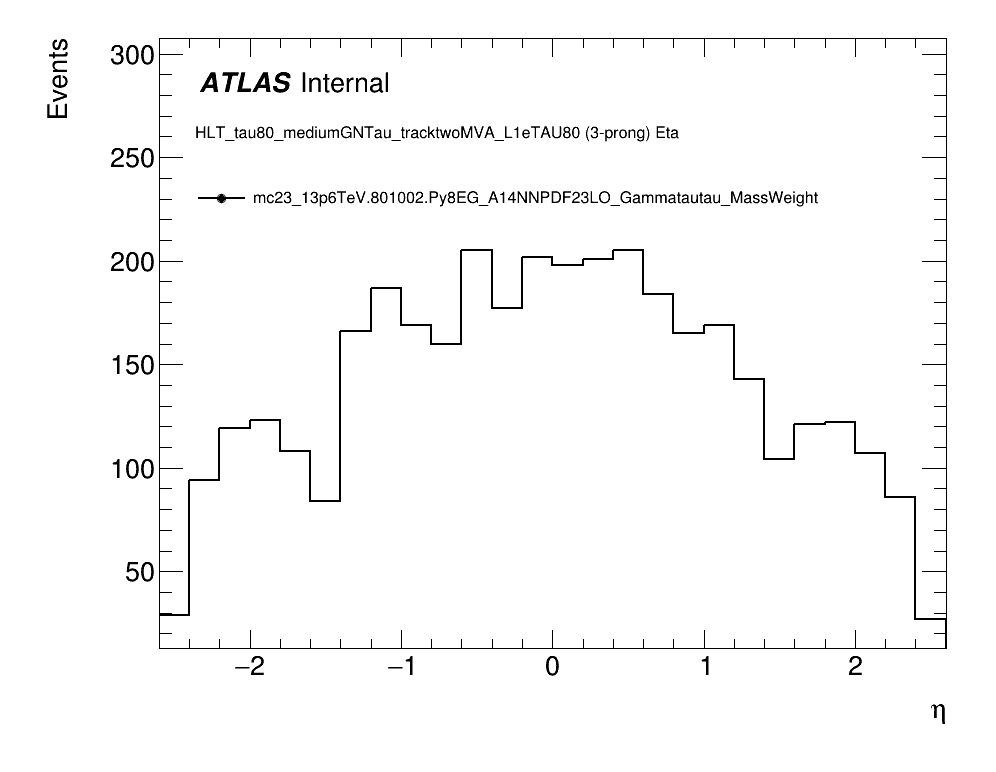 Events
300
ATLAS Internal
HLT_tau80_mediumGNTau_tracktwoMVA_L1eTAU80 (3-prong) Eta
250
mc23_13p6TeV.801002.Py8EG_A14NNPDF23LO_Gammatautau_MassWeight
200
150
100
50
−2 −1 0 1 2
η